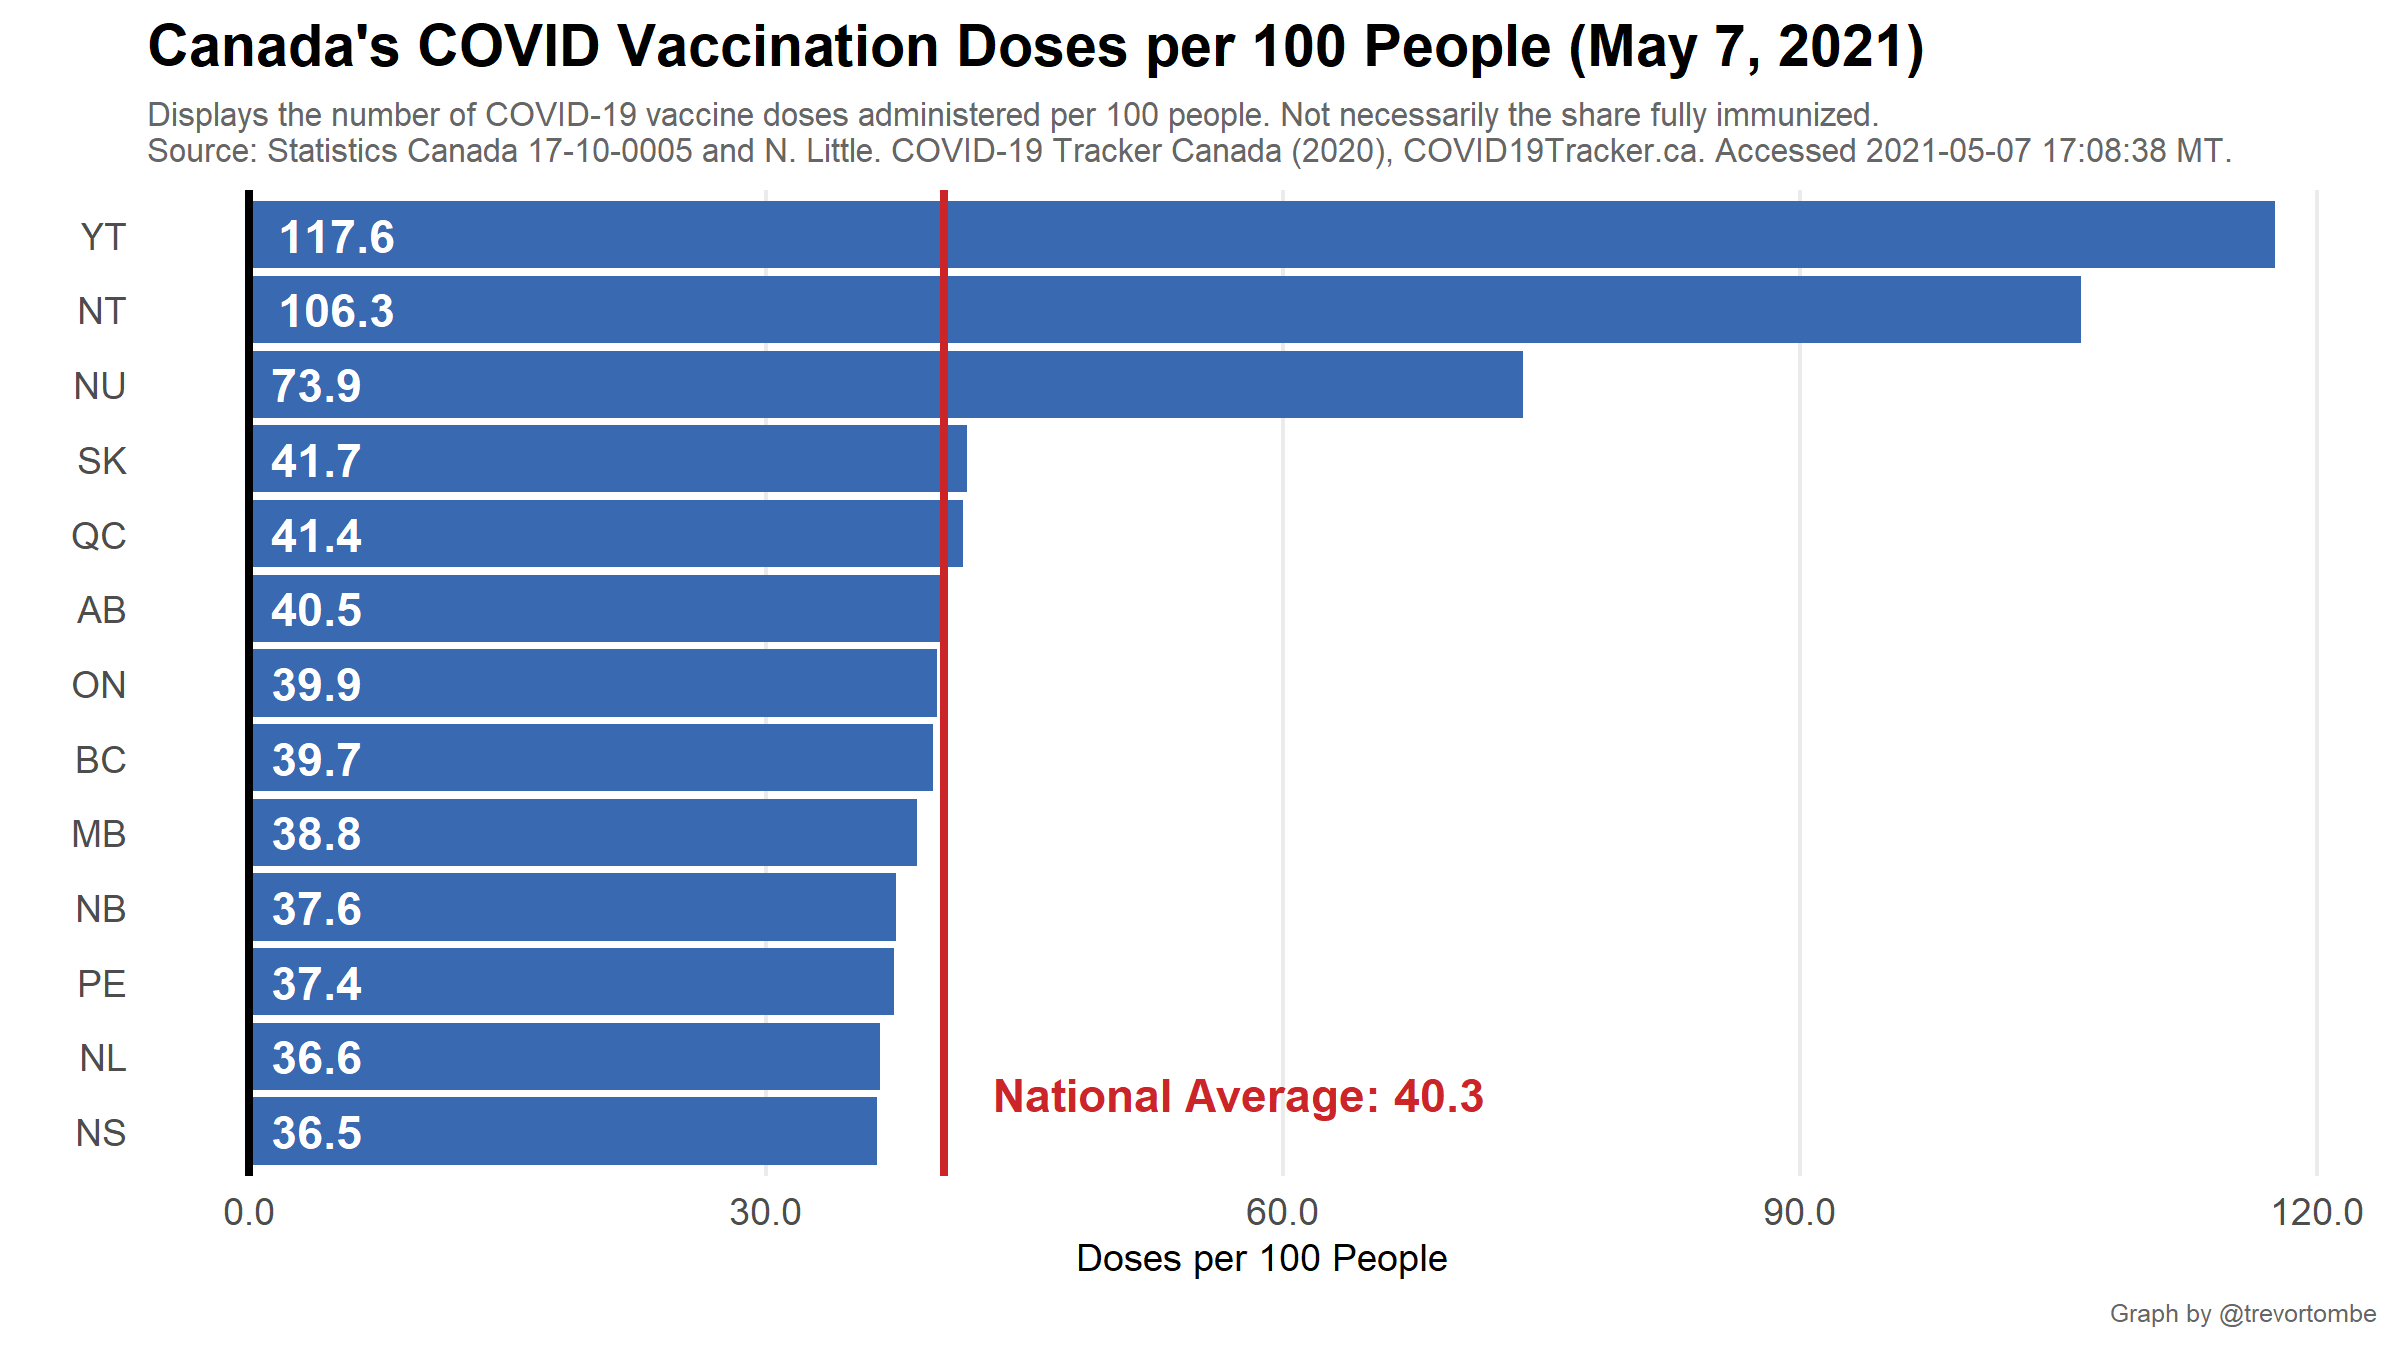 Canada's COVID Vaccination Doses per 100 People (May 7, 2021)
Displays the number of COVID-19 vaccine doses administered per 100 people. Not necessarily the share fully immunized.
Source: Statistics Canada 17-10-0005 and N. Little. COVID-19 Tracker Canada (2020), COVID19Tracker.ca. Accessed 2021-05-07 17:08:38 MT.
YT 117.6
NT 106.3
NU 73.9
SK 41.7
QC 41.4
AB 40.5
ON 39.9
BC 39.7
MB 38.8
NB 37.6
PE 37.4
NL 36.6
National Average: 40.3
NS 36.5
0.0 30.0 60.0 90.0 120.0
Doses per 100 People
Graph by @trevortombe